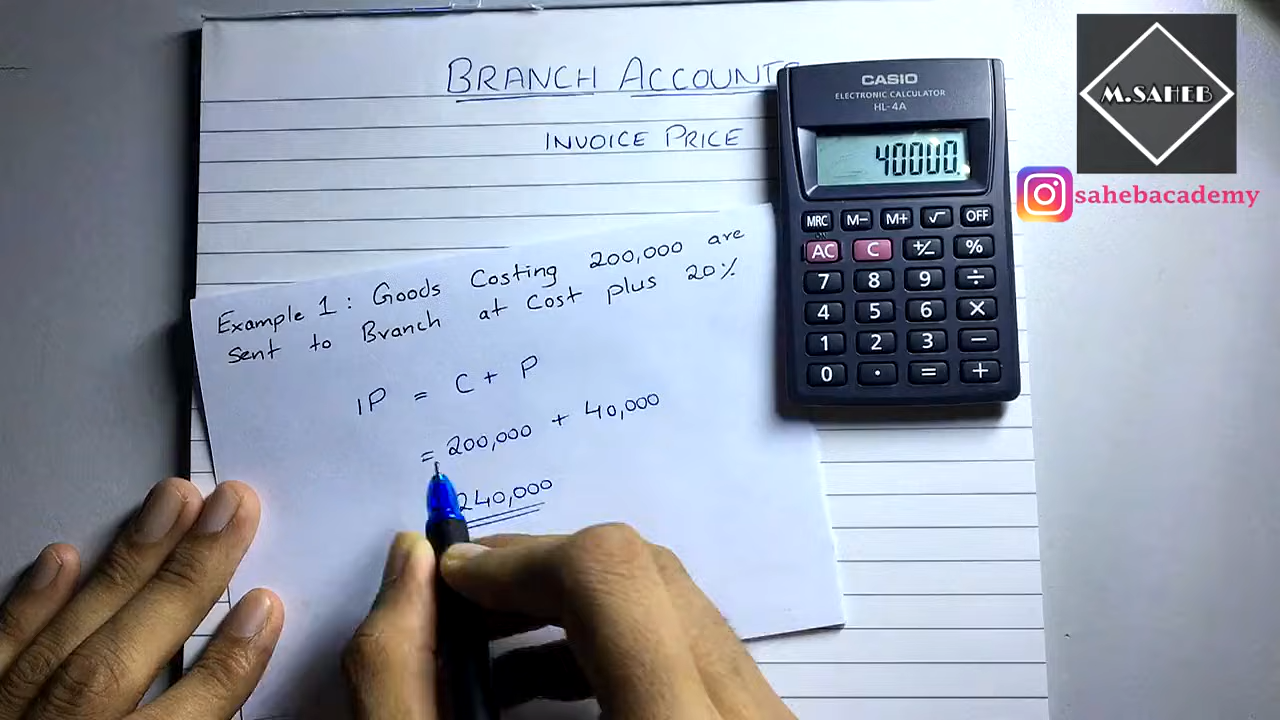 BRANCH ACCOUNTS
INVOICE PRICE
Example 1 : Goods Costing 200,000 are
sent to Branch at Cost plus 20%
IP = C + P
= 200,000 + 40,000
240,000
CASIO
ELECTRONIC CALCULATOR
HL-4A
40000.
MRC M- M+ √ OFF
ON
AC C +/- %
7 8 9 ÷
4 5 6 ×
1 2 3 −
0 . = +
M.SAHEB
sahebacademy